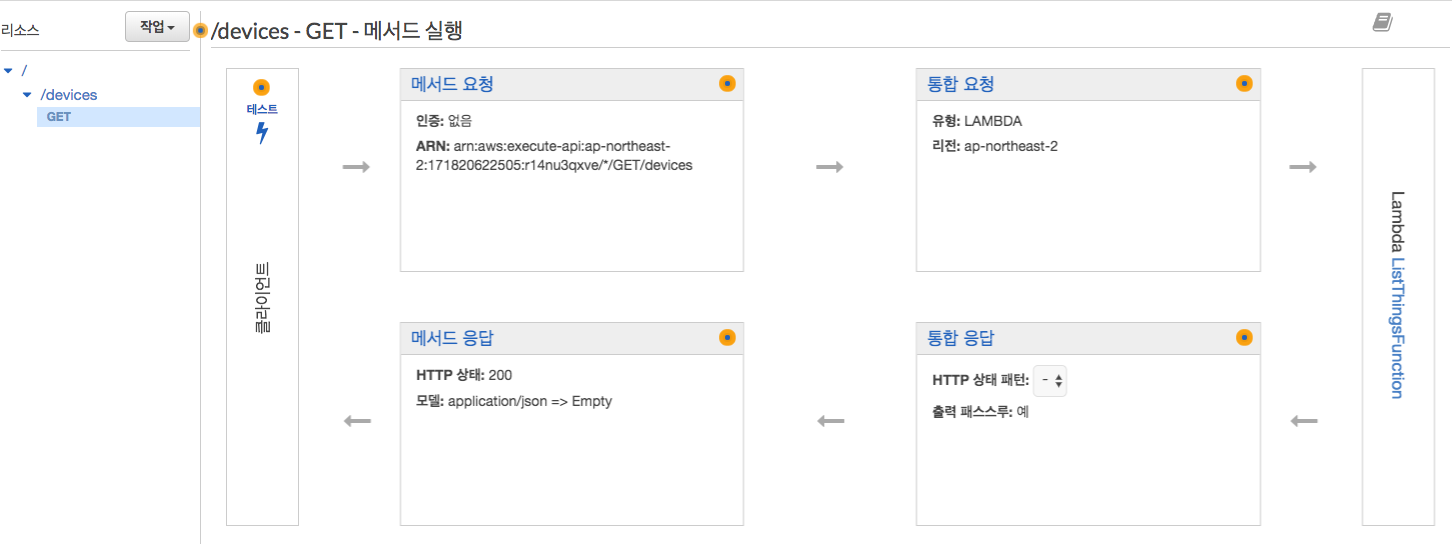 리소스
작업
/devices - GET - 메서드 실행
/
/devices
GET
테스트
클라이언트
메서드 요청
인증: 없음
ARN: arn:aws:execute-api:ap-northeast-
2:171820622505:r14nu3qxve/*/GET/devices
통합 요청
유형: LAMBDA
리전: ap-northeast-2
Lambda ListThingsFunction
메서드 응답
HTTP 상태: 200
모델: application/json => Empty
통합 응답
HTTP 상태 패턴: -
출력 패스스루: 예